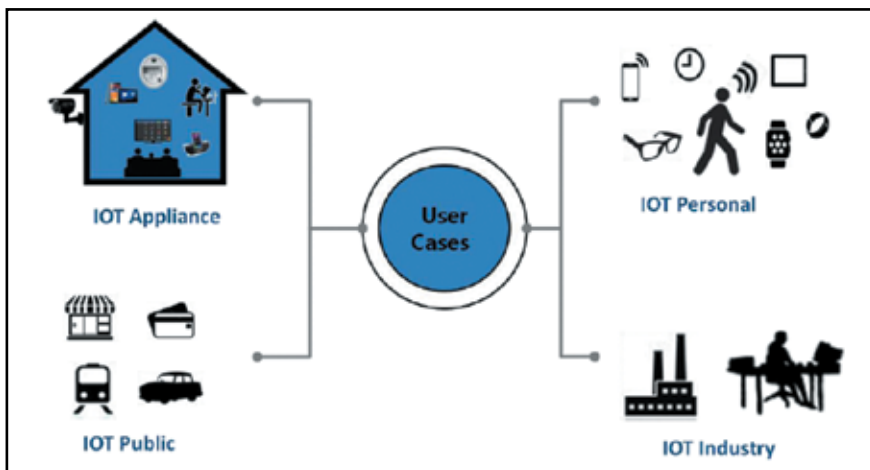 IOT Appliance
User
Cases
IOT Personal
IOT Public
IOT Industry